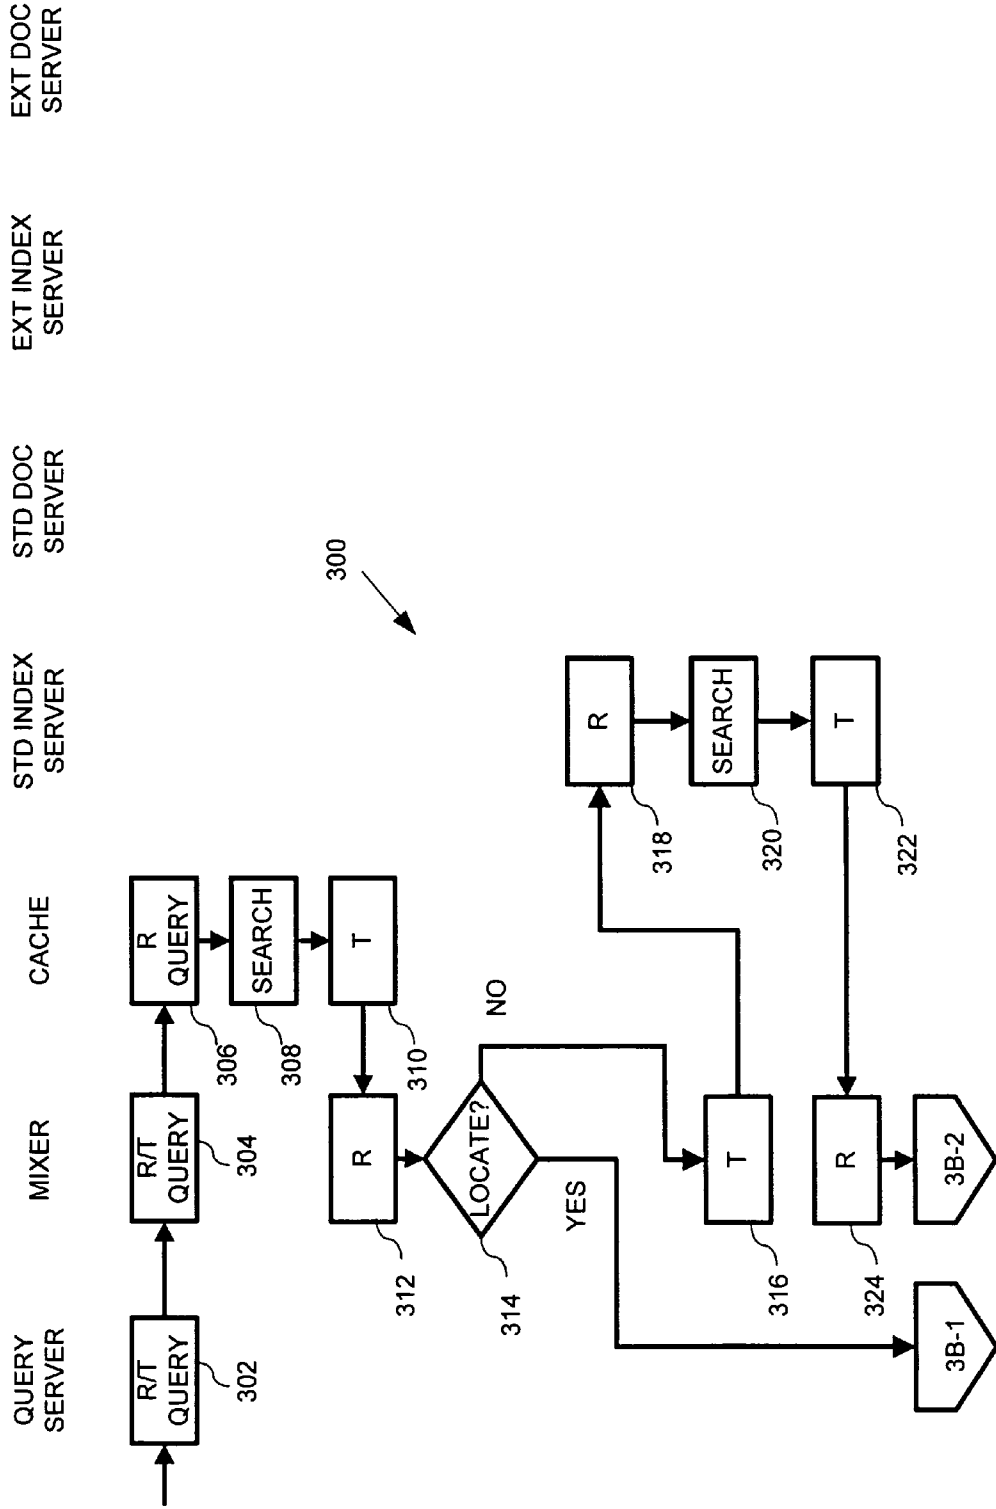 QUERY
SERVER
MIXER
CACHE
STD INDEX
SERVER
STD DOC
SERVER
EXT INDEX
SERVER
EXT DOC
SERVER
R/T
QUERY
302
R/T
QUERY
304
R
QUERY
306
SEARCH
308
T
310
R
312
LOCATE?
314
NO
YES
300
T
316
R
318
SEARCH
320
T
322
R
324
3B-1
3B-2